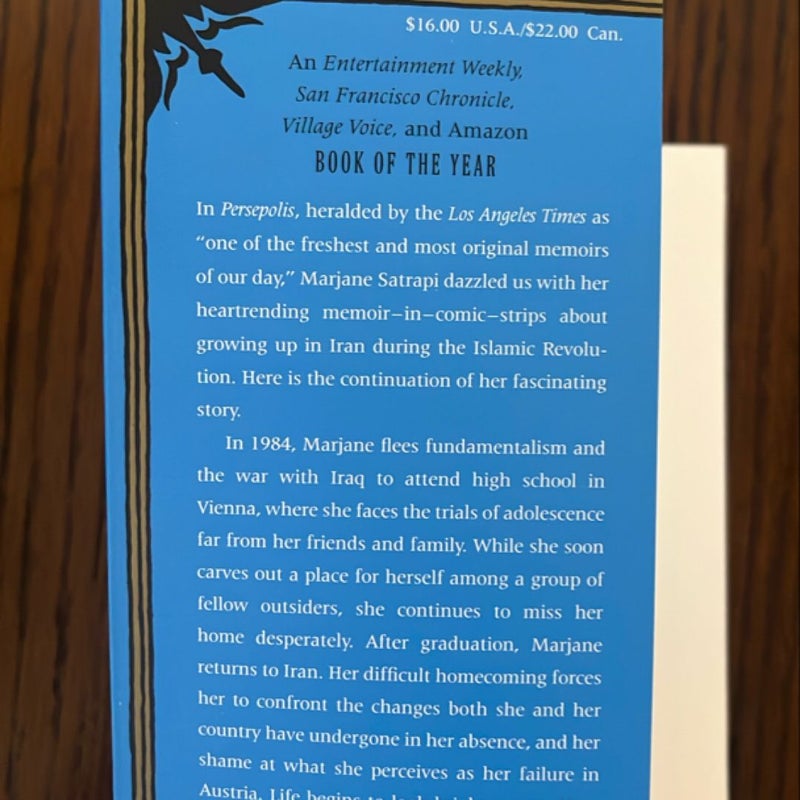 $16.00 U.S.A./$22.00 Can.
An Entertainment Weekly,
San Francisco Chronicle,
Village Voice, and Amazon
BOOK OF THE YEAR
In Persepolis, heralded by the Los Angeles Times as
“one of the freshest and most original memoirs
of our day,” Marjane Satrapi dazzled us with her
heartrending memoir–in–comic–strips about
growing up in Iran during the Islamic Revolu-
tion. Here is the continuation of her fascinating
story.
In 1984, Marjane flees fundamentalism and
the war with Iraq to attend high school in
Vienna, where she faces the trials of adolescence
far from her friends and family. While she soon
carves out a place for herself among a group of
fellow outsiders, she continues to miss her
home desperately. After graduation, Marjane
returns to Iran. Her difficult homecoming forces
her to confront the changes both she and her
country have undergone in her absence, and her
shame at what she perceives as her failure in
Austria. Life begins to